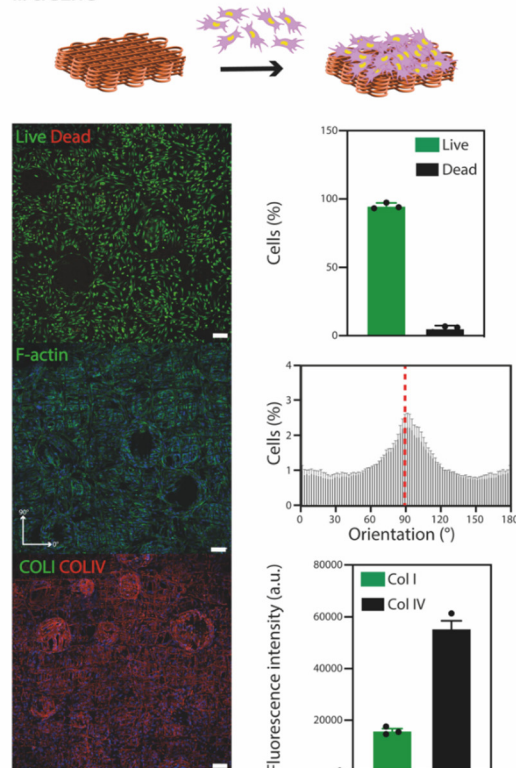 Live Dead
150
100
50
0
Cells (%)
Live
Dead
F-actin
90°
0°
4
3
2
1
0
Cells (%)
0 30 60 90 120 150 180
Orientation (°)
COLI COLIV
80000
60000
40000
20000
Fluorescence intensity (a.u.)
Col I
Col IV